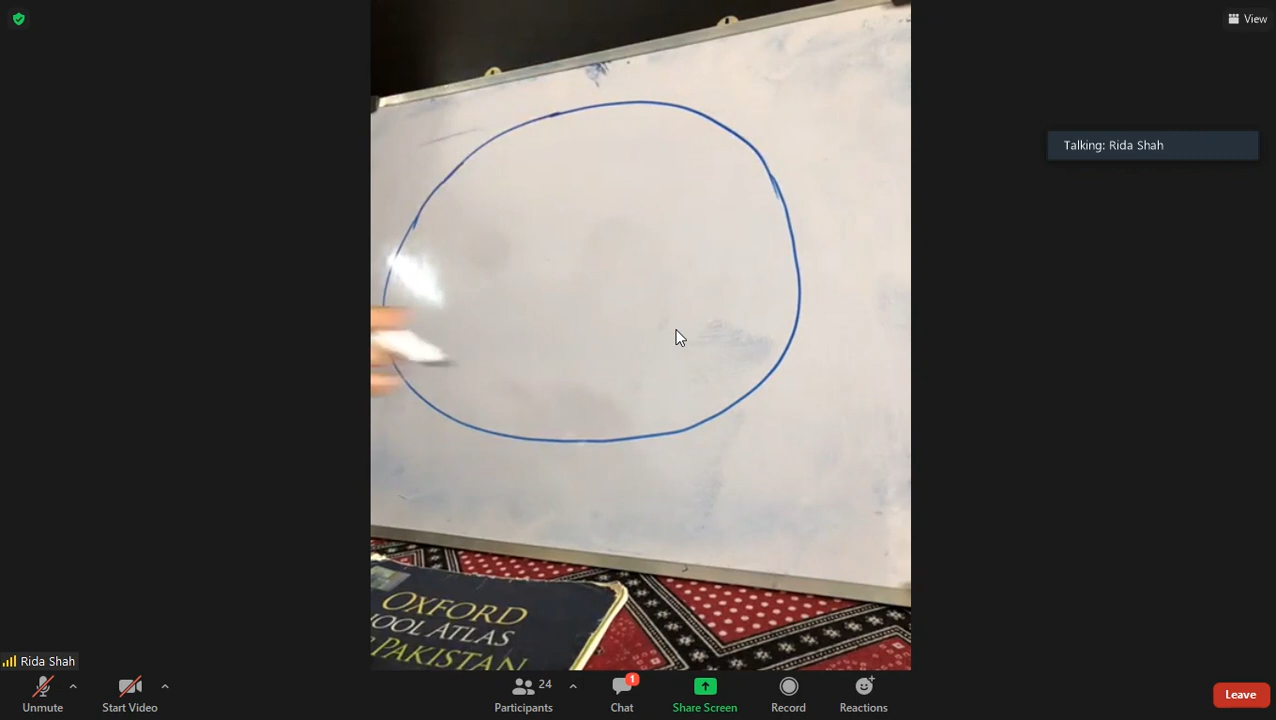 View
Talking: Rida Shah
OXFORD
OOL ATLAS
PAKISTAN
Rida Shah
Unmute
Start Video
24
Participants
1
Chat
Share Screen
Record
Reactions
Leave